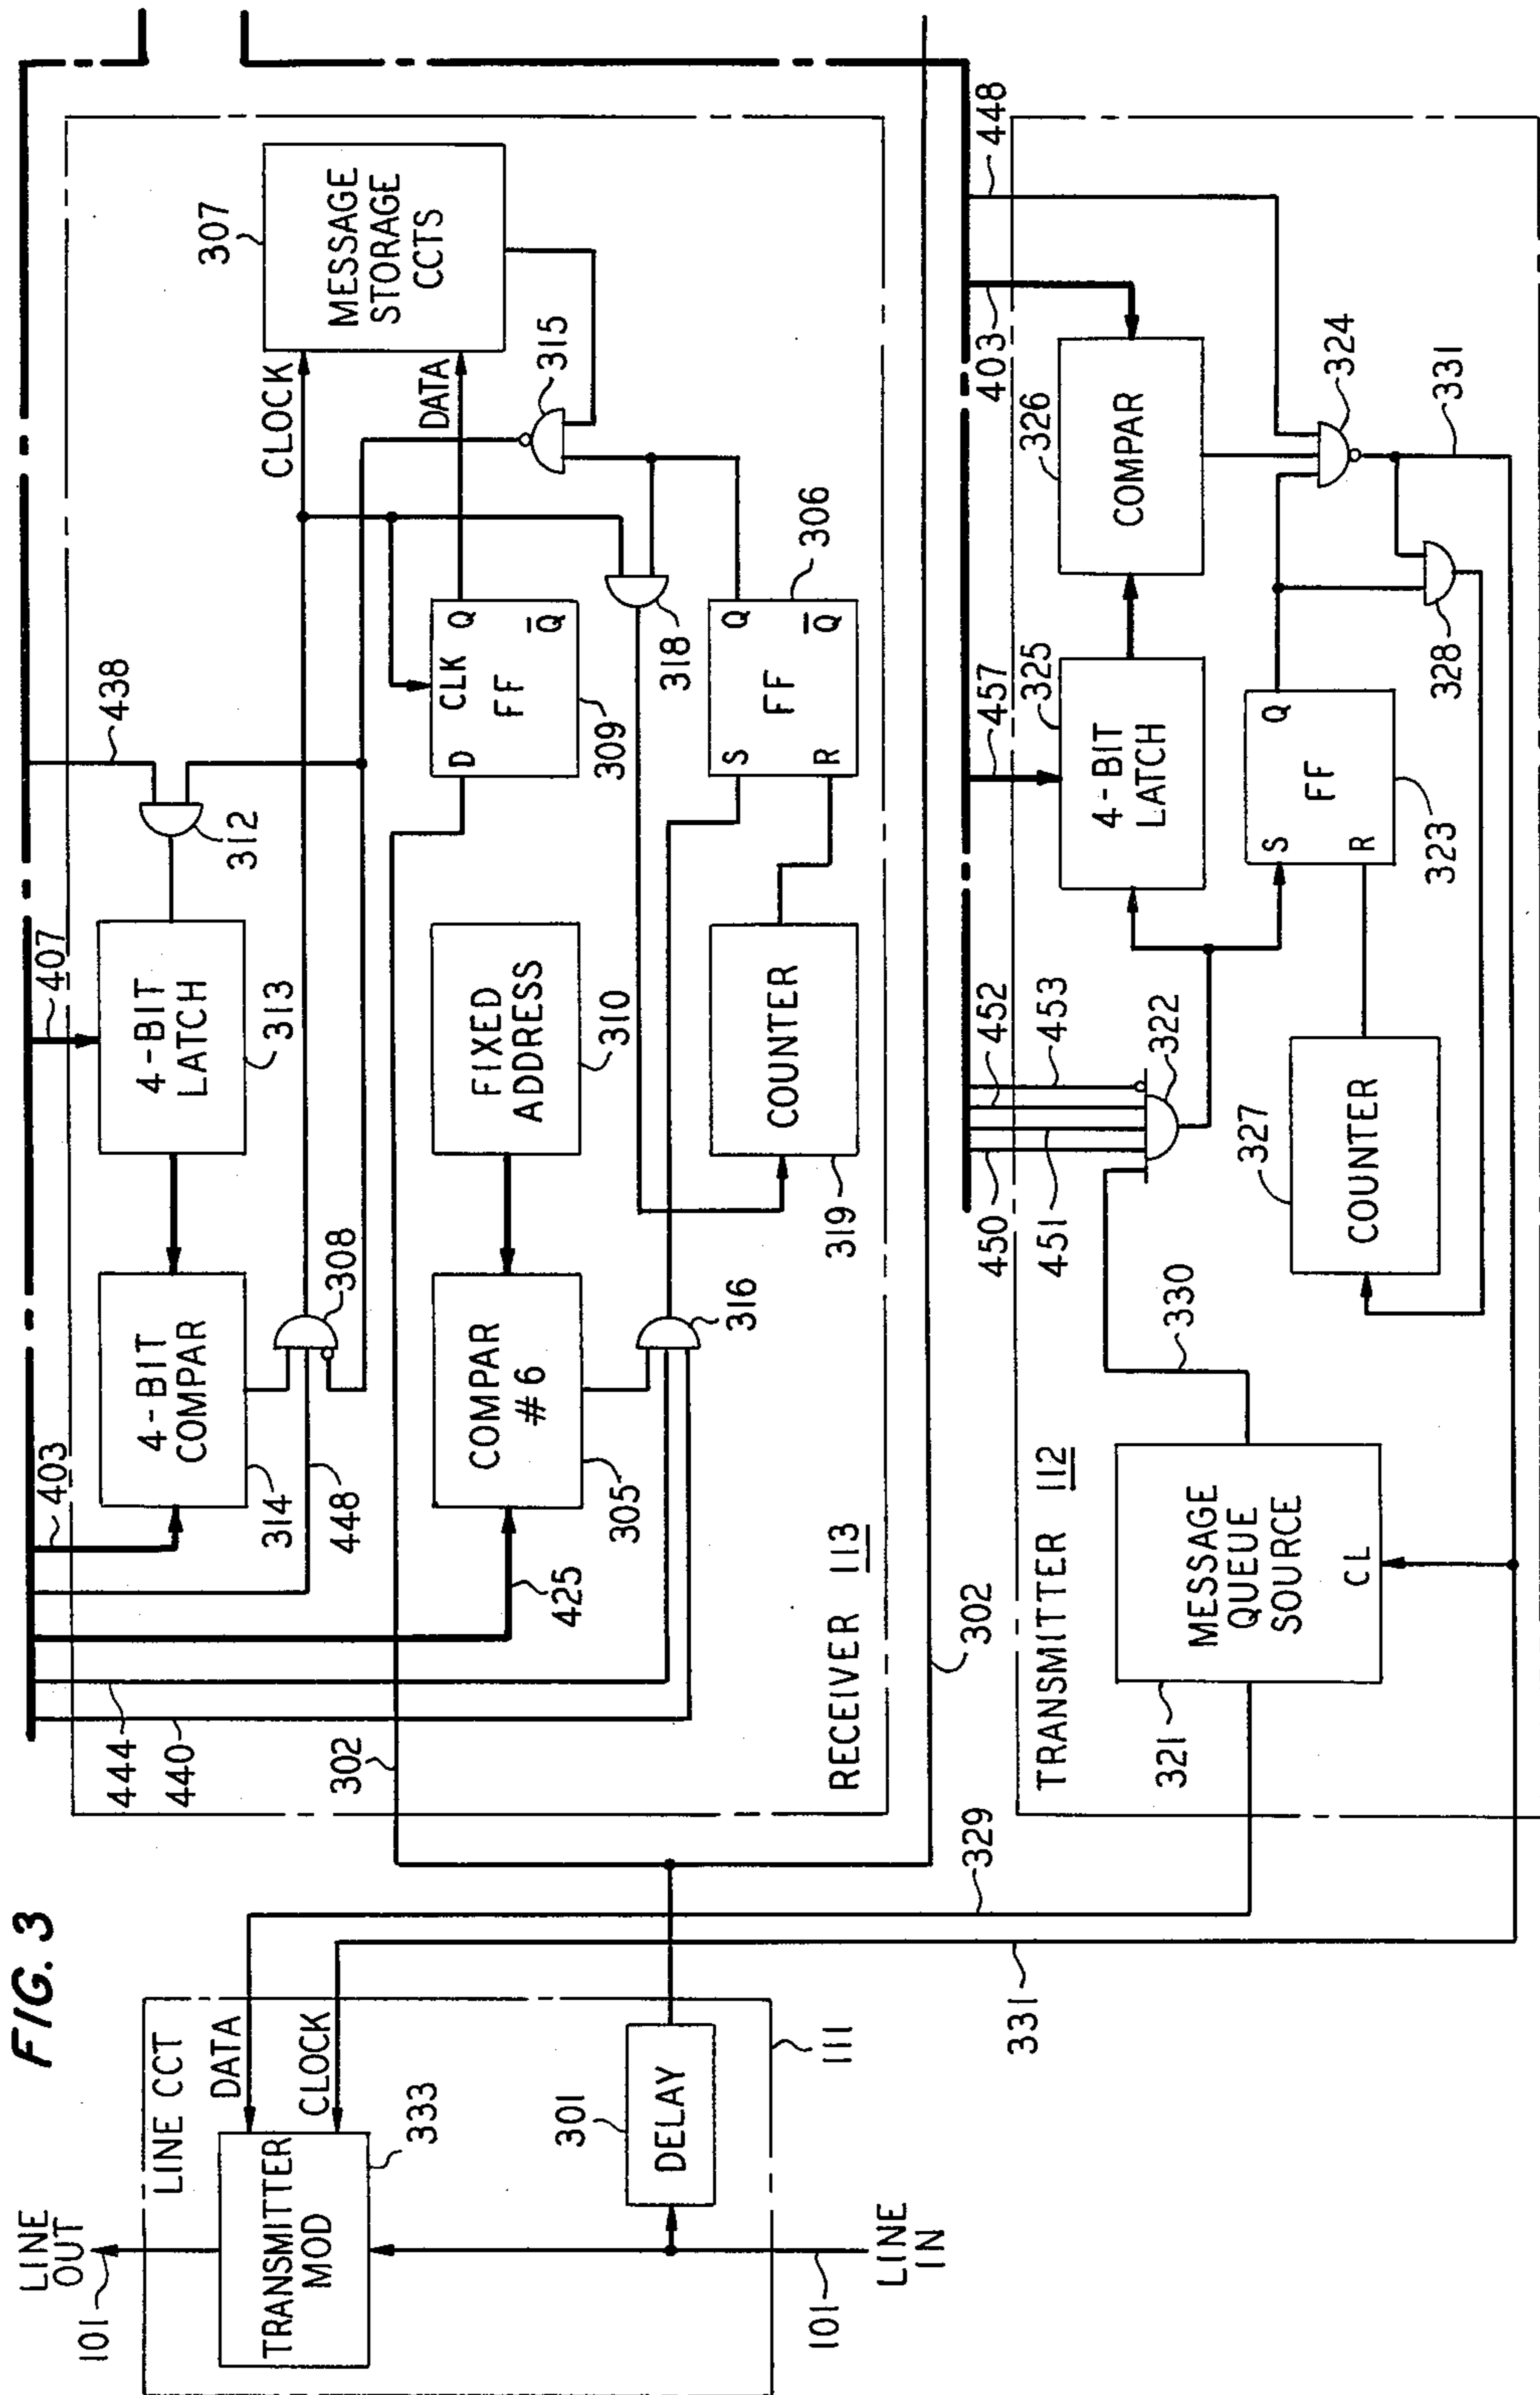 FIG. 3
LINE
OUT
101
LINE CCT
DATA
CLOCK
TRANSMITTER
MOD
333
301
DELAY
111
101
LINE
IN
444
440
302
403
407
438
4-BIT
COMPAR
314
448
308
4-BIT
LATCH
313
312
CLOCK
DATA
307
MESSAGE
STORAGE
CCTS
315
425
COMPAR
#6
305
316
FIXED
ADDRESS
310
D
CLK
FF
Q
Q̅
309
318
COUNTER
319
S
R
FF
Q
Q̅
306
RECEIVER 113
302
329
331
TRANSMITTER 112
321
MESSAGE
QUEUE
SOURCE
CL
330
450
451
452
453
322
327
COUNTER
457
325
4-BIT
LATCH
S
R
FF
Q
323
328
403
448
326
COMPAR
324
331